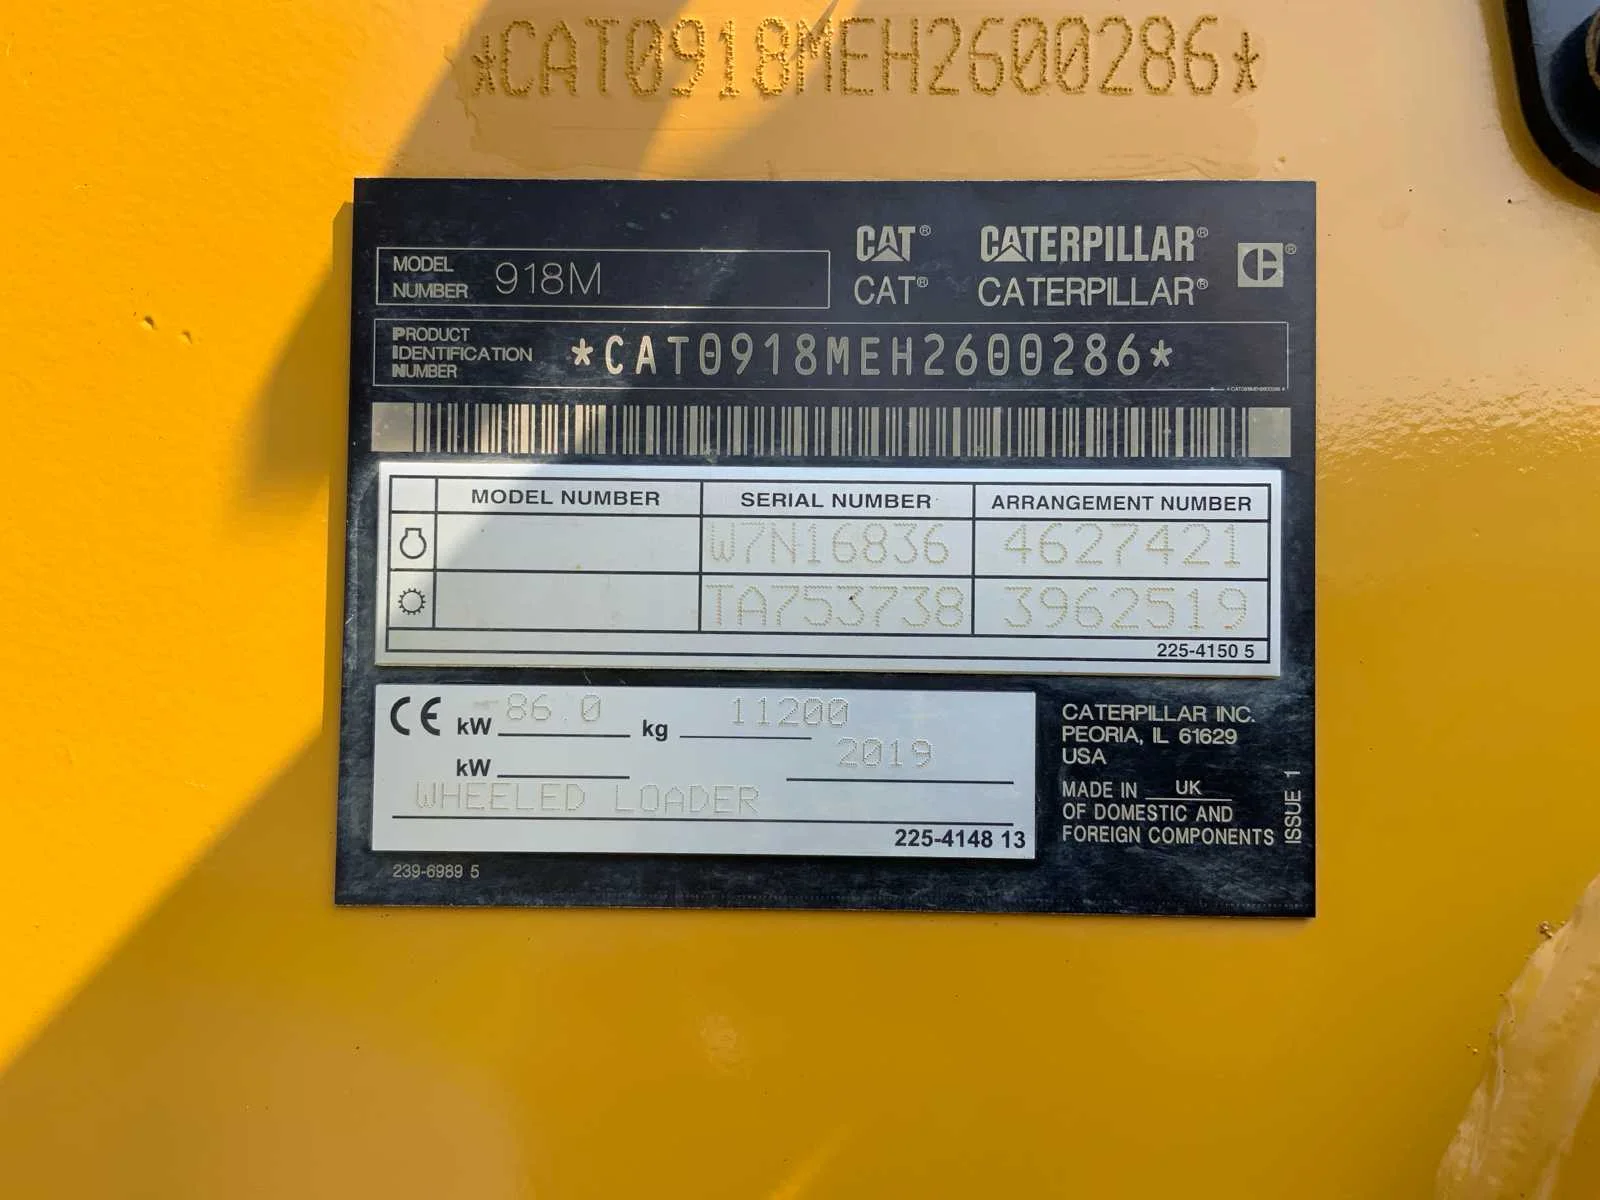 *CAT0918MEH2600286*
MODEL NUMBER 918M
CAT® CATERPILLAR®
CAT® CATERPILLAR®
PRODUCT IDENTIFICATION NUMBER *CAT0918MEH2600286*
*CAT0918MEH2600286*
MODEL NUMBER SERIAL NUMBER ARRANGEMENT NUMBER
W7N16836 4627421
TA753738 3962519
225-4150 5
CE kW 86.0 kg 11200
kW 2019
WHEELED LOADER
225-4148 13
239-6989 5
CATERPILLAR INC.
PEORIA, IL 61629
USA
MADE IN UK
OF DOMESTIC AND
FOREIGN COMPONENTS
ISSUE 1